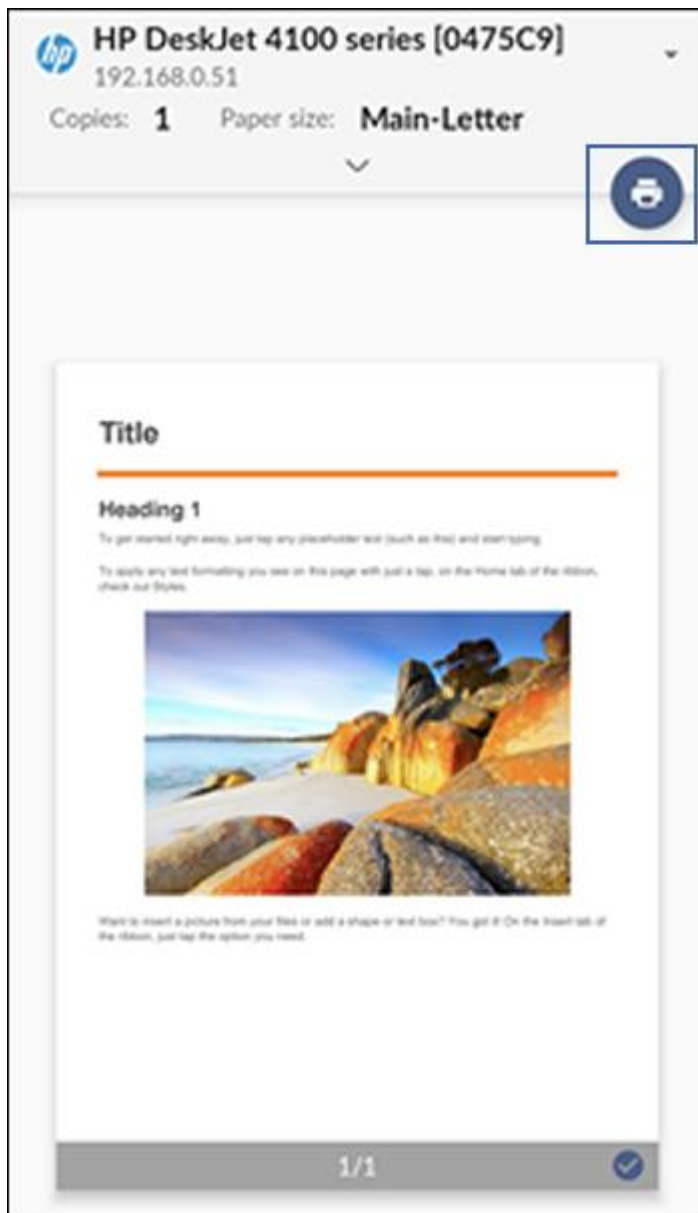 hp
HP DeskJet 4100 series [0475C9]
192.168.0.51
Copies: 1 Paper size: Main-Letter
Title
Heading 1
To get started right away, just tap any placeholder text (such as this) and start typing.
To apply any text formatting you see on this page with just a tap, on the Home tab of the ribbon,
check out Styles.
Want to insert a picture from your files or add a shape or text box? You got it! On the Insert tab of
the ribbon, just tap the option you need.
1/1